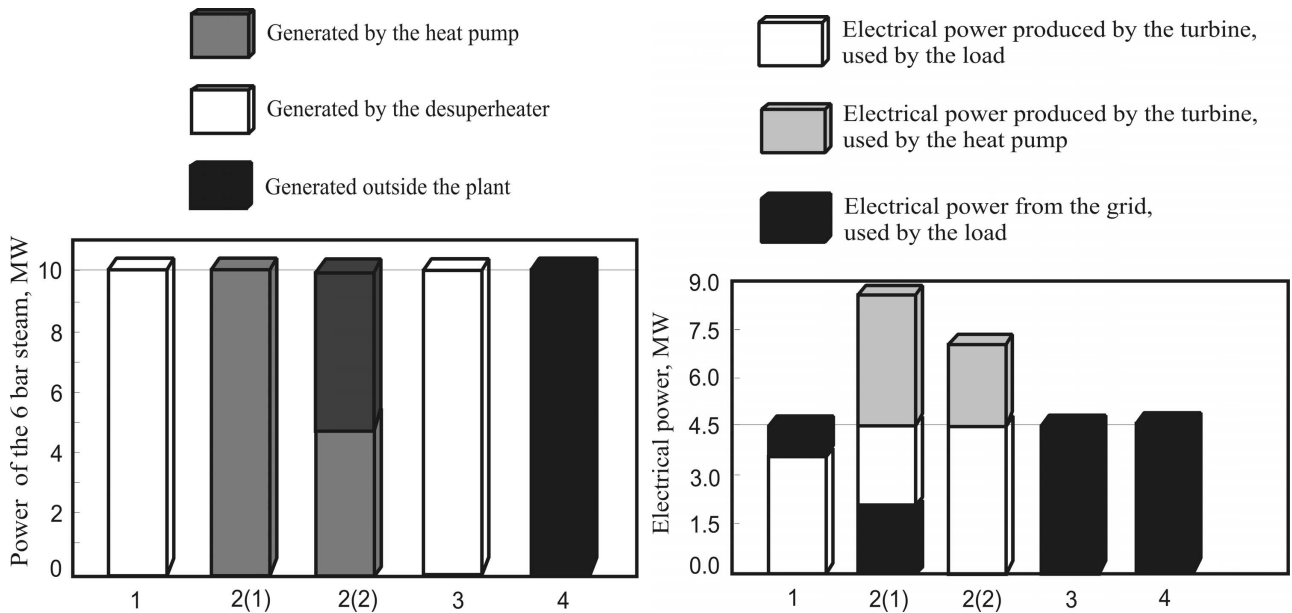 Generated by the heat pump
Generated by the desuperheater
Generated outside the plant
Power of the 6 bar steam, MW
10
8
6
4
2
0
1
2(1)
2(2)
3
4
Electrical power produced by the turbine,
used by the load
Electrical power produced by the turbine,
used by the heat pump
Electrical power from the grid,
used by the load
Electrical power, MW
9.0
7.5
6.0
4.5
3.0
1.5
0.0
1
2(1)
2(2)
3
4